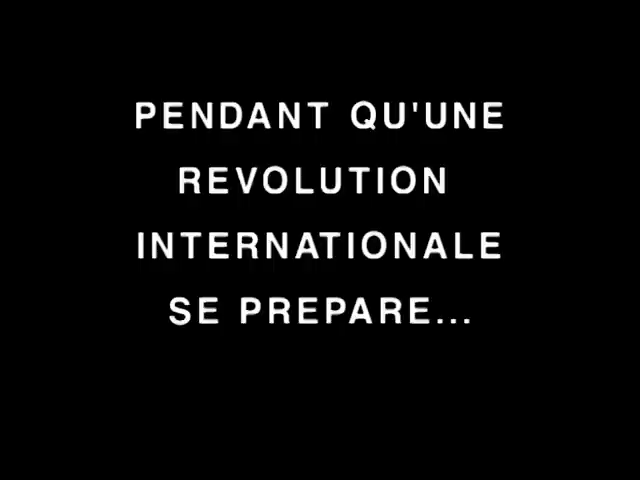 PENDANT QU'UNE
REVOLUTION
INTERNATIONALE
SE PREPARE...